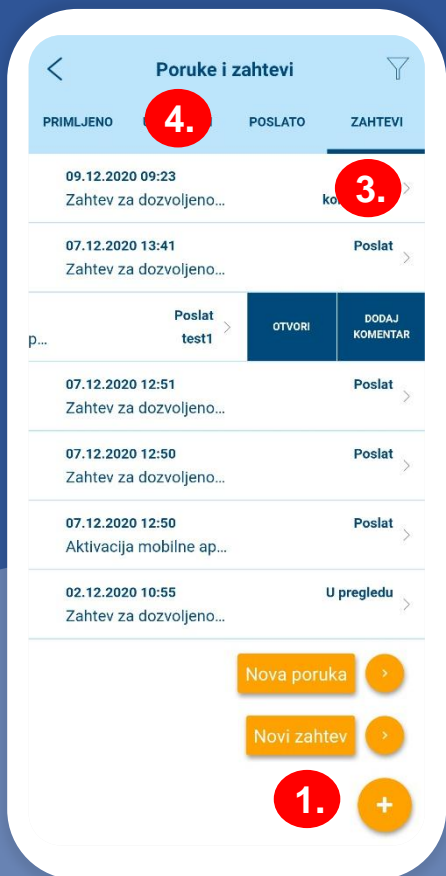 Poruke i zahtevi
PRIMLJENO
4.
POSLATO
ZAHTEVI
09.12.2020 09:23
Zahtev za dozvoljeno...
3.
07.12.2020 13:41
Poslat
Zahtev za dozvoljeno...
Poslat
p...
test1
OTVORI
DODAJ
KOMENTAR
07.12.2020 12:51
Poslat
Zahtev za dozvoljeno...
07.12.2020 12:50
Poslat
Zahtev za dozvoljeno...
07.12.2020 12:50
Poslat
Aktivacija mobilne ap...
02.12.2020 10:55
U pregledu
Zahtev za dozvoljeno...
Nova poruka
Novi zahtev
1.
+